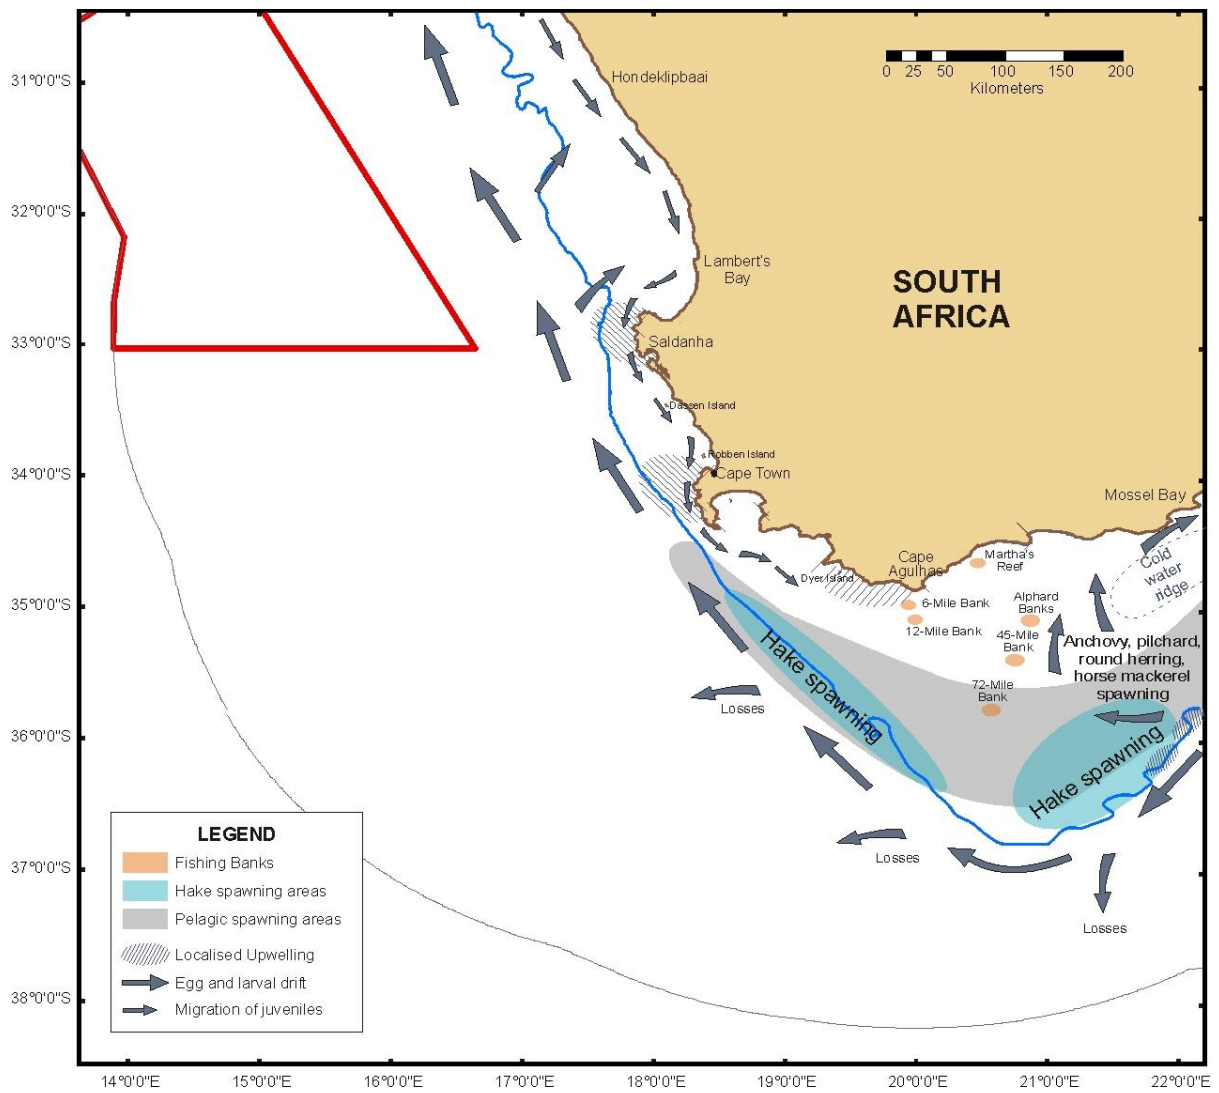 31°0'0"S
32°0'0"S
33°0'0"S
34°0'0"S
35°0'0"S
36°0'0"S
37°0'0"S
38°0'0"S
0 25 50 100 150 200
Kilometers
Hondeklipbaai
Lambert's
Bay
SOUTH
AFRICA
Saldanha
Dassen Island
Robben Island
Cape Town
Mossel Bay
Cape
Agulhas
Martha's
Reef
Dyer Island
Cold
water
ridge
6-Mile Bank
Alphard
Banks
12-Mile Bank
45-Mile
Bank
Anchovy, pilchard,
round herring,
horse mackerel
spawning
72-Mile
Bank
Hake spawning
Losses
Hake spawning
Losses
Losses
LEGEND
Fishing Banks
Hake spawning areas
Pelagic spawning areas
Localised Upwelling
Egg and larval drift
Migration of juveniles
14°0'0"E 15°0'0"E 16°0'0"E 17°0'0"E 18°0'0"E 19°0'0"E 20°0'0"E 21°0'0"E 22°0'0"E